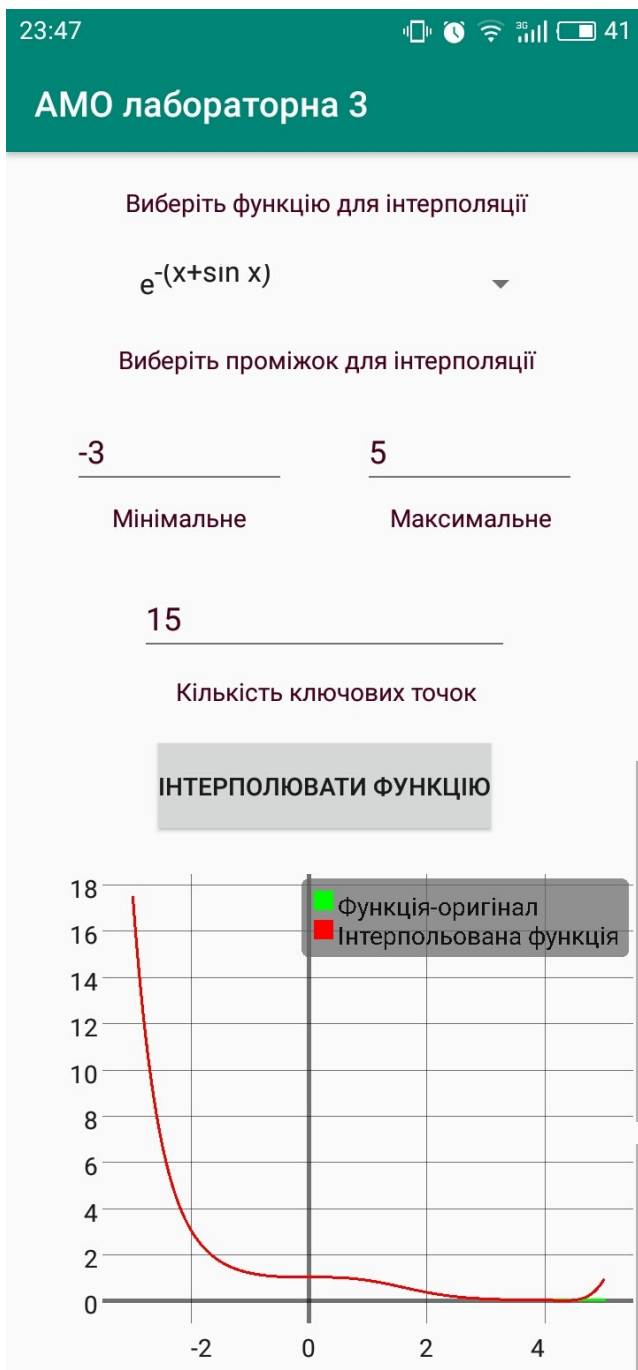 23:47
3G
41
АМО лабораторна 3
Виберіть функцію для інтерполяції
e-(x+sin x)
Виберіть проміжок для інтерполяції
-3 5
Мінімальне Максимальне
15
Кількість ключових точок
ІНТЕРПОЛЮВАТИ ФУНКЦІЮ
Функція-оригінал
Інтерпольована функція
18
16
14
12
10
8
6
4
2
0
-2 0 2 4